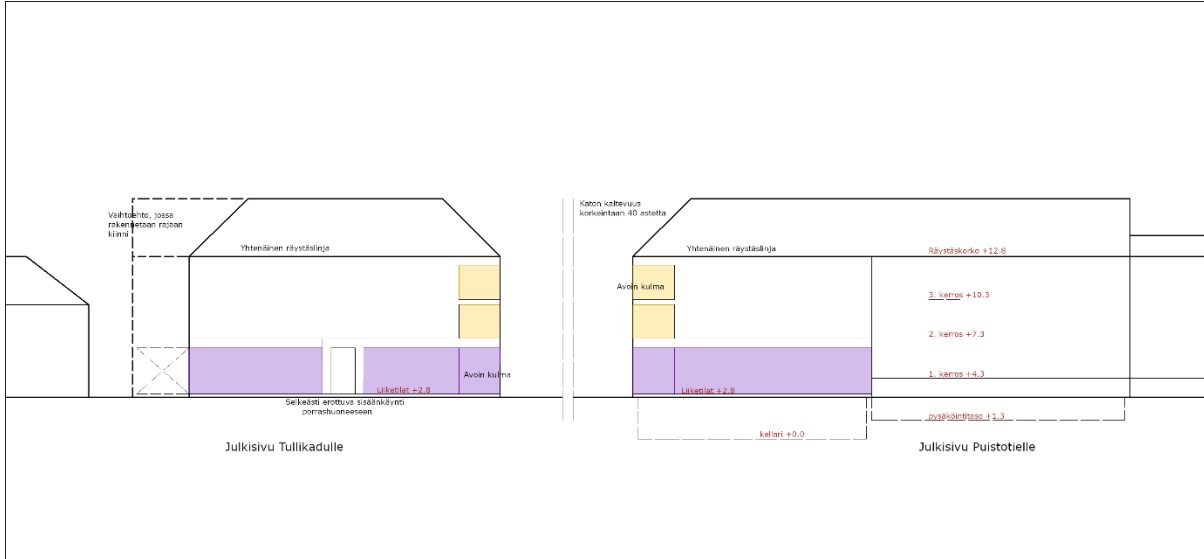 Vaihtoehto, jossa
rakennetaan rajaan
kiinni
Yhtenäinen räystäslinja
Avoin kulma
Liiketilat +2.8
Selkeästi erottuva sisäänkäynti
porrashuoneeseen
Julkisivu Tullikadulle
Katon kaltevuus
korkeintaan 40 astetta
Yhtenäinen räystäslinja
Räystäskorko +12.8
Avoin kulma
3. kerros +10.3
2. kerros +7.3
1. kerros +4.3
Liiketilat +2.8
pysäköintitaso +1.3
kellari +0.0
Julkisivu Puistotielle